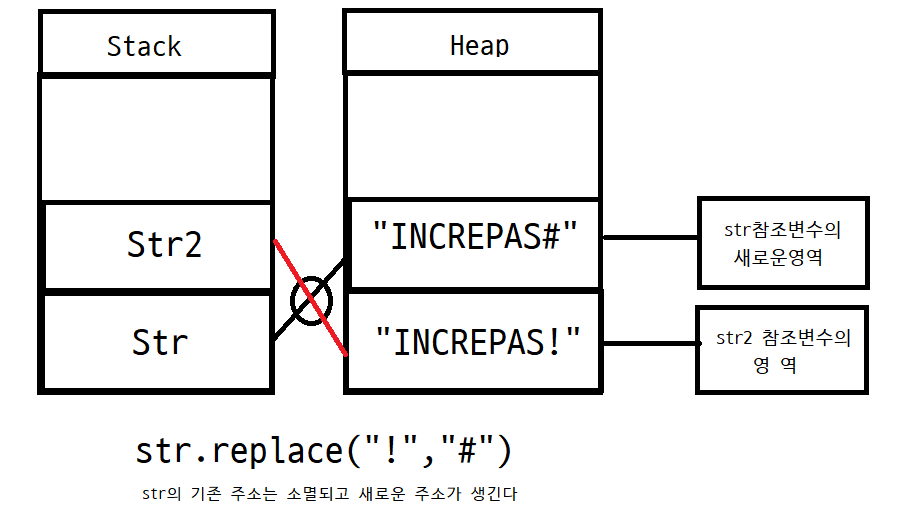 Stack
Heap
Str2
"INCREPAS#"
str참조변수의
새로운영역
Str
"INCREPAS!"
str2 참조변수의
영 역
str.replace("!","#")
str의 기존 주소는 소멸되고 새로운 주소가 생긴다